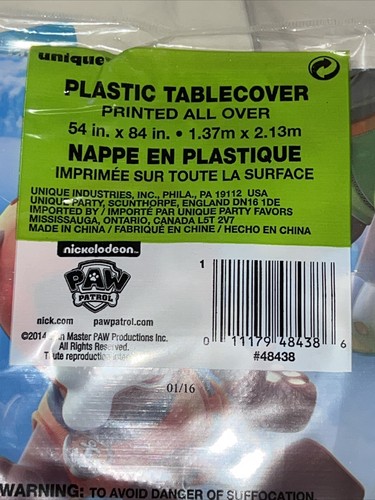 unique
PLASTIC TABLECOVER
PRINTED ALL OVER
54 in. x 84 in. • 1.37m x 2.13m
NAPPE EN PLASTIQUE
IMPRIMÉE SUR TOUTE LA SURFACE
UNIQUE INDUSTRIES, INC., PHILA., PA 19112 USA
UNIQUE PARTY, SCUNTHORPE, ENGLAND DN16 1DE
IMPORTED BY / IMPORTÉ PAR UNIQUE PARTY FAVORS
MISSISSAUGA, ONTARIO, CANADA L5T 2V7
MADE IN CHINA / FABRIQUÉ EN CHINE / HECHO EN CHINA
nickelodeon
PAW
PATROL
nick.com pawpatrol.com
©2014 Master PAW Productions Inc.
All Rights Reserved.
Toute reproduction
1
0 11179 48438 6
#48438
01/16
WARNING: TO AVOID DANGER OF SUFFOCATION